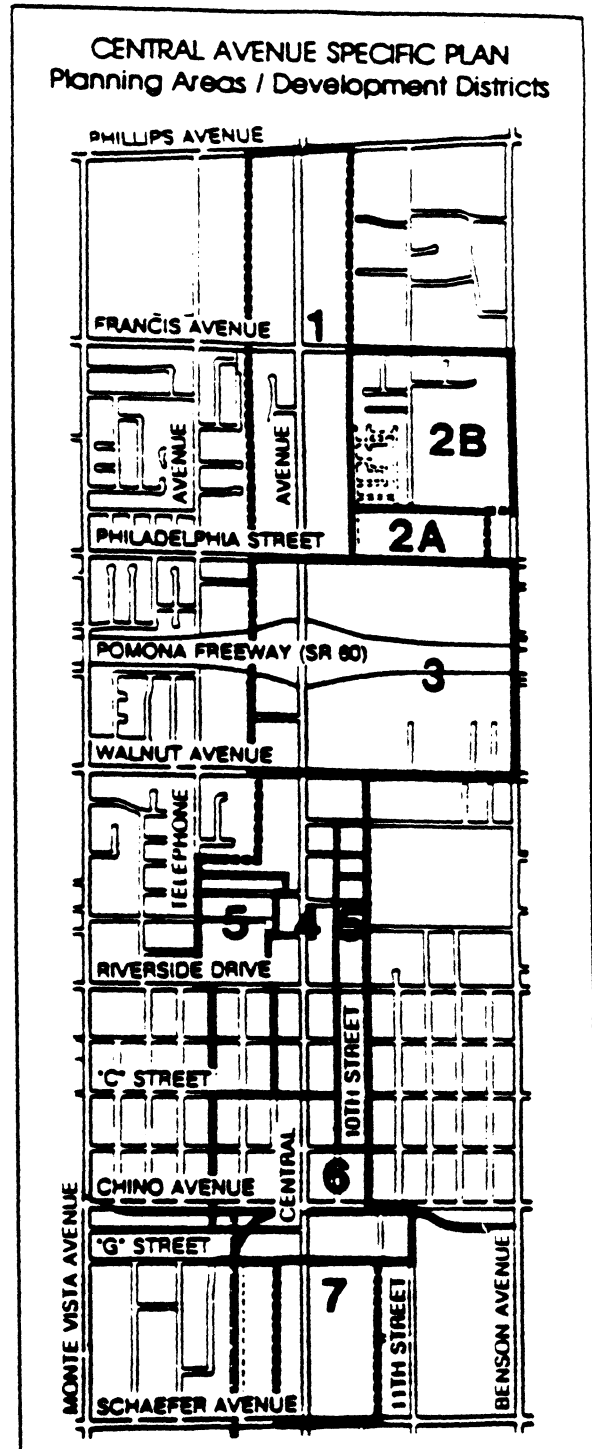 CENTRAL AVENUE SPECIFIC PLAN
Planning Areas / Development Districts
PHILLIPS AVENUE
FRANCIS AVENUE
1
AVENUE
AVENUE
2B
PHILADELPHIA STREET
2A
POMONA FREEWAY (SR 60)
3
WALNUT AVENUE
TELEPHONE
5
4
5
RIVERSIDE DRIVE
10TH STREET
"C" STREET
CENTRAL
6
CHINO AVENUE
"G" STREET
MONTE VISTA AVENUE
7
11TH STREET
BENSON AVENUE
SCHAEFER AVENUE